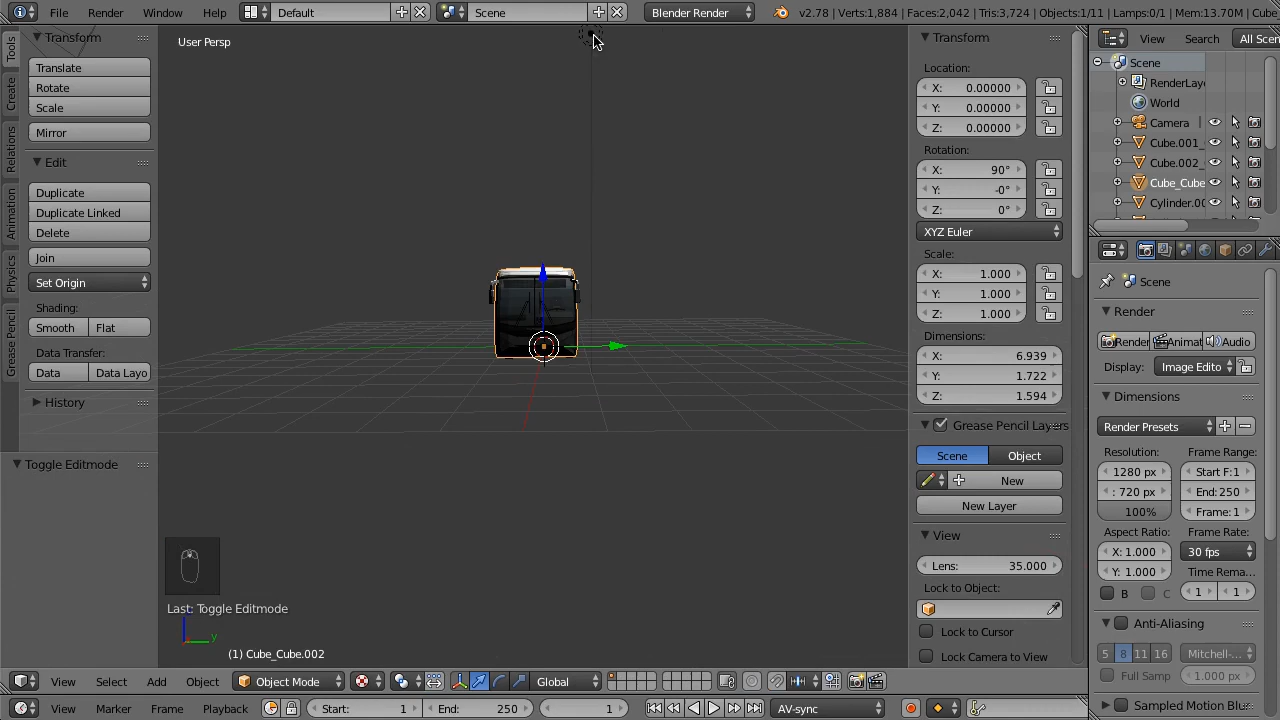 File
Render
Window
Help
Default
Scene
Blender Render
v2.78 | Verts:1,884 | Faces:2,042 | Tris:3,724 | Objects:1/11 | Lamps:0/1 | Mem:13.70M | Cube
Tools
Create
Relations
Animation
Physics
Grease Pencil
Transform
Translate
Rotate
Scale
Mirror
Edit
Duplicate
Duplicate Linked
Delete
Join
Set Origin
Shading:
Smooth
Flat
Data Transfer:
Data
Data Layo
History
Toggle Editmode
User Persp
Last: Toggle Editmode
y
(1) Cube_Cube.002
Transform
Location:
X: 0.00000
Y: 0.00000
Z: 0.00000
Rotation:
X: 90°
Y: -0°
Z: 0°
XYZ Euler
Scale:
X: 1.000
Y: 1.000
Z: 1.000
Dimensions:
X: 6.939
Y: 1.722
Z: 1.594
Grease Pencil Layers
Scene
Object
New
New Layer
View
Lens: 35.000
Lock to Object:
Lock to Cursor
Lock Camera to View
View
Search
All Scen
Scene
RenderLay
World
Camera
Cube.001_
Cube.002_
Cube_Cube
Cylinder.00
Scene
Render
Render
Animat
Audio
Display:
Image Edito
Dimensions
Render Presets
Resolution:
Frame Range:
1280 px
Start F:1
: 720 px
End: 250
100%
Frame: 1
Aspect Ratio:
Frame Rate:
X: 1.000
30 fps
Y: 1.000
Time Rema...
B
C
1
1
Anti-Aliasing
5
8
11
16
Mitchell-...
Full Samp
1.000 px
Sampled Motion Blu
View
Select
Add
Object
Object Mode
Global
View
Marker
Frame
Playback
Start: 1
End: 250
1
AV-sync